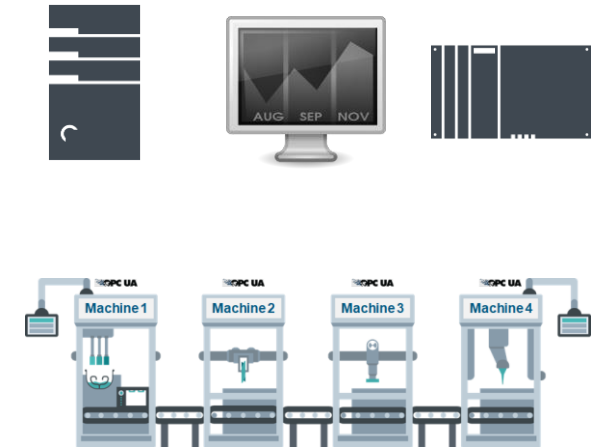 AUG SEP NOV
OPC UA OPC UA OPC UA OPC UA
Machine1 Machine2 Machine3 Machine4